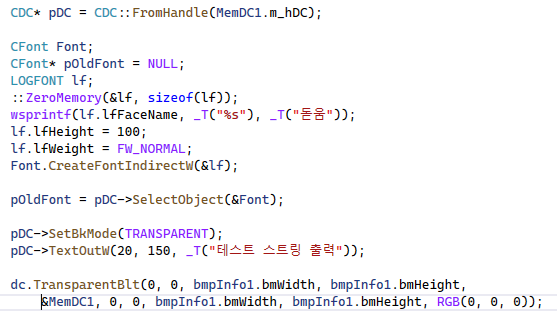 CDC* pDC = CDC::FromHandle(MemDC1.m_hDC);
CFont Font;
CFont* pOldFont = NULL;
LOGFONT lf;
::ZeroMemory(&lf, sizeof(lf));
wsprintf(lf.lfFaceName, _T("%s"), _T("돋움"));
lf.lfHeight = 100;
lf.lfWeight = FW_NORMAL;
Font.CreateFontIndirectW(&lf);
pOldFont = pDC->SelectObject(&Font);
pDC->SetBkMode(TRANSPARENT);
pDC->TextOutW(20, 150, _T("테스트 스트링 출력"));
dc.TransparentBlt(0, 0, bmpInfo1.bmWidth, bmpInfo1.bmHeight,
&MemDC1, 0, 0, bmpInfo1.bmWidth, bmpInfo1.bmHeight, RGB(0, 0, 0));